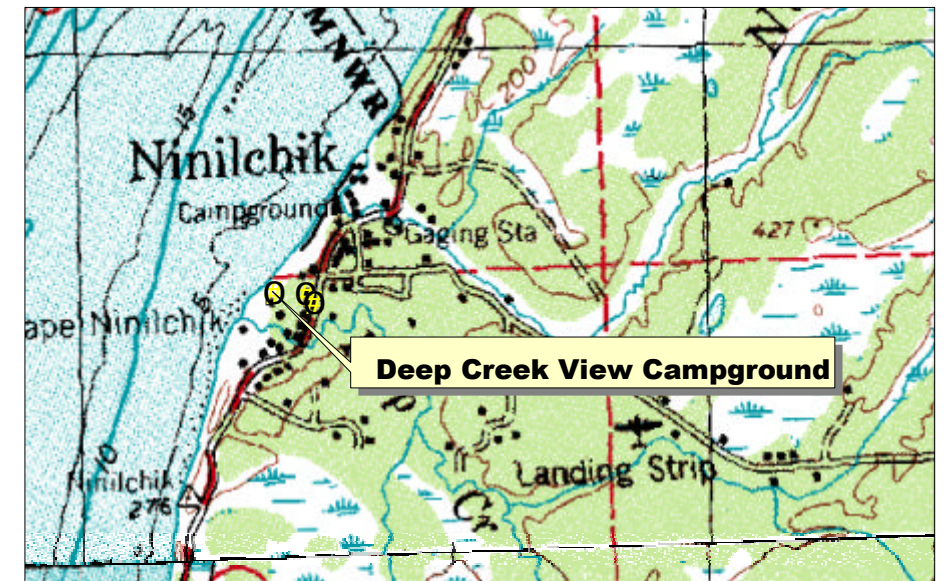 MNWR
200
15
Ninilchik
Campground
Gaging Sta
427
15
ape Ninilchik
Deep Creek View Campground
10
Landing Strip
Ninilchik
276